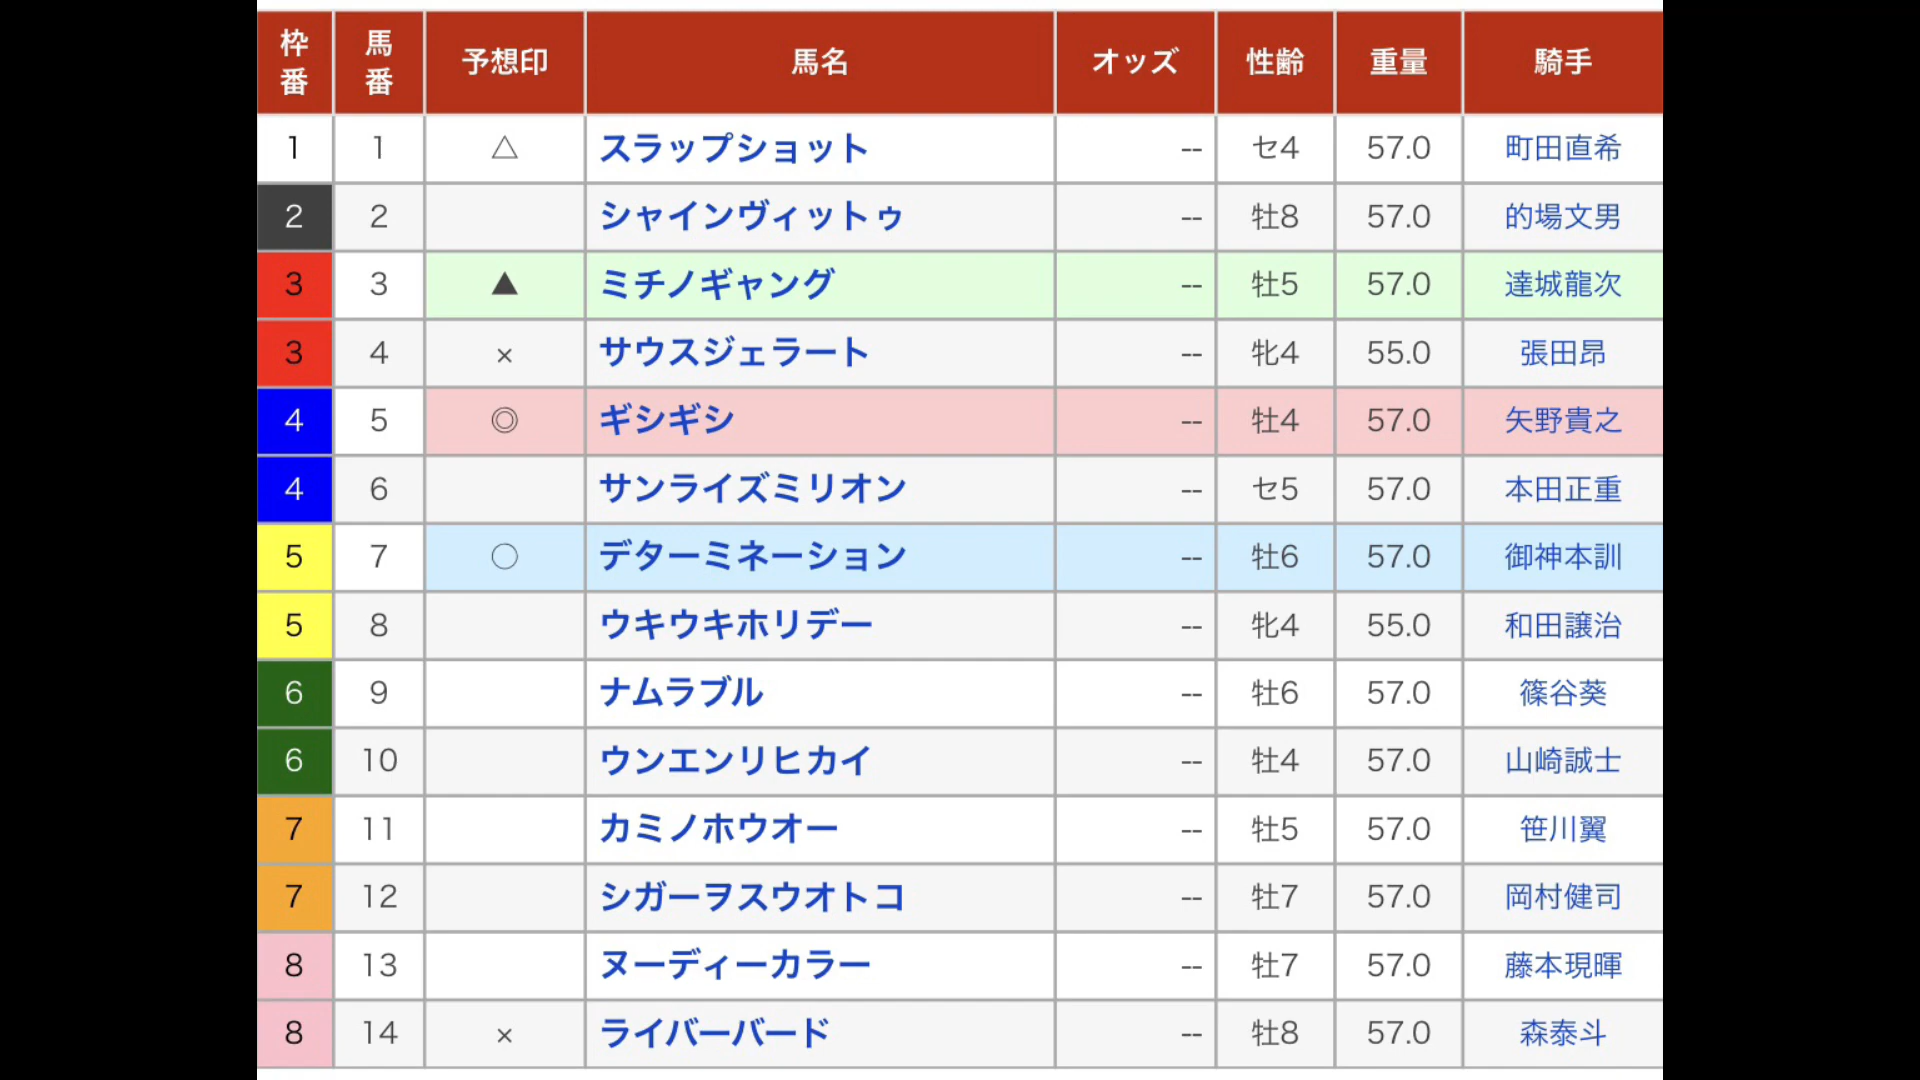 枠番 馬番 予想印 馬名 オッズ 性齢 重量 騎手
1 1 △ スラップショット -- セ4 57.0 町田直希
2 2 シャインヴィットゥ -- 牡8 57.0 的場文男
3 3 ▲ ミチノギャング -- 牡5 57.0 達城龍次
3 4 × サウスジェラート -- 牝4 55.0 張田昂
4 5 ◎ ギシギシ -- 牡4 57.0 矢野貴之
4 6 サンライズミリオン -- セ5 57.0 本田正重
5 7 ○ デターミネーション -- 牡6 57.0 御神本訓
5 8 ウキウキホリデー -- 牝4 55.0 和田譲治
6 9 ナムラブル -- 牡6 57.0 篠谷葵
6 10 ウンエンリヒカイ -- 牡4 57.0 山崎誠士
7 11 カミノホウオー -- 牡5 57.0 笹川翼
7 12 シガーヲスウオトコ -- 牡7 57.0 岡村健司
8 13 ヌーディーカラー -- 牡7 57.0 藤本現暉
8 14 × ライバーバード -- 牡8 57.0 森泰斗